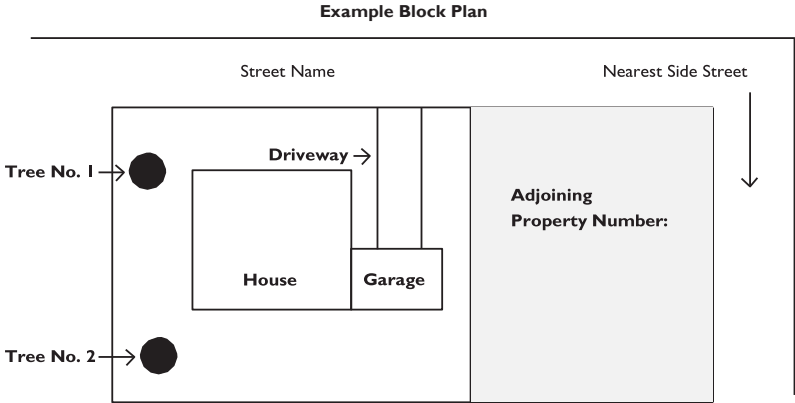 Example Block Plan
Street Name
Nearest Side Street
Driveway
Tree No. 1
Adjoining
Property Number:
House
Garage
Tree No. 2